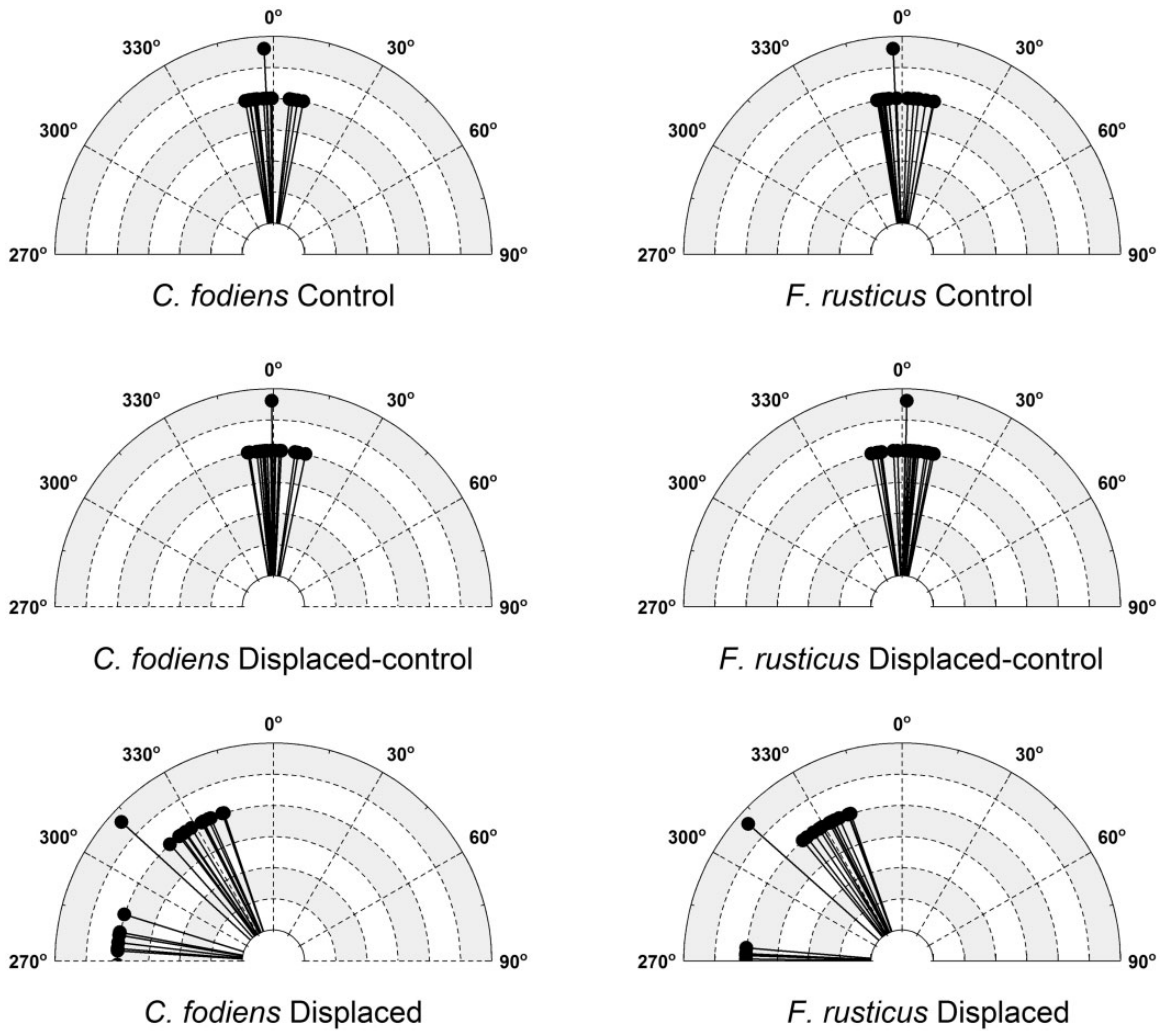 0° 0°
330° 30° 330° 30°
300° 60° 300° 60°
270° 90° 270° 90°
C. fodiens Control F. rusticus Control
0° 0°
330° 30° 330° 30°
300° 60° 300° 60°
270° 90° 270° 90°
C. fodiens Displaced-control F. rusticus Displaced-control
0° 0°
330° 30° 330° 30°
300° 60° 300° 60°
270° 90° 270° 90°
C. fodiens Displaced F. rusticus Displaced